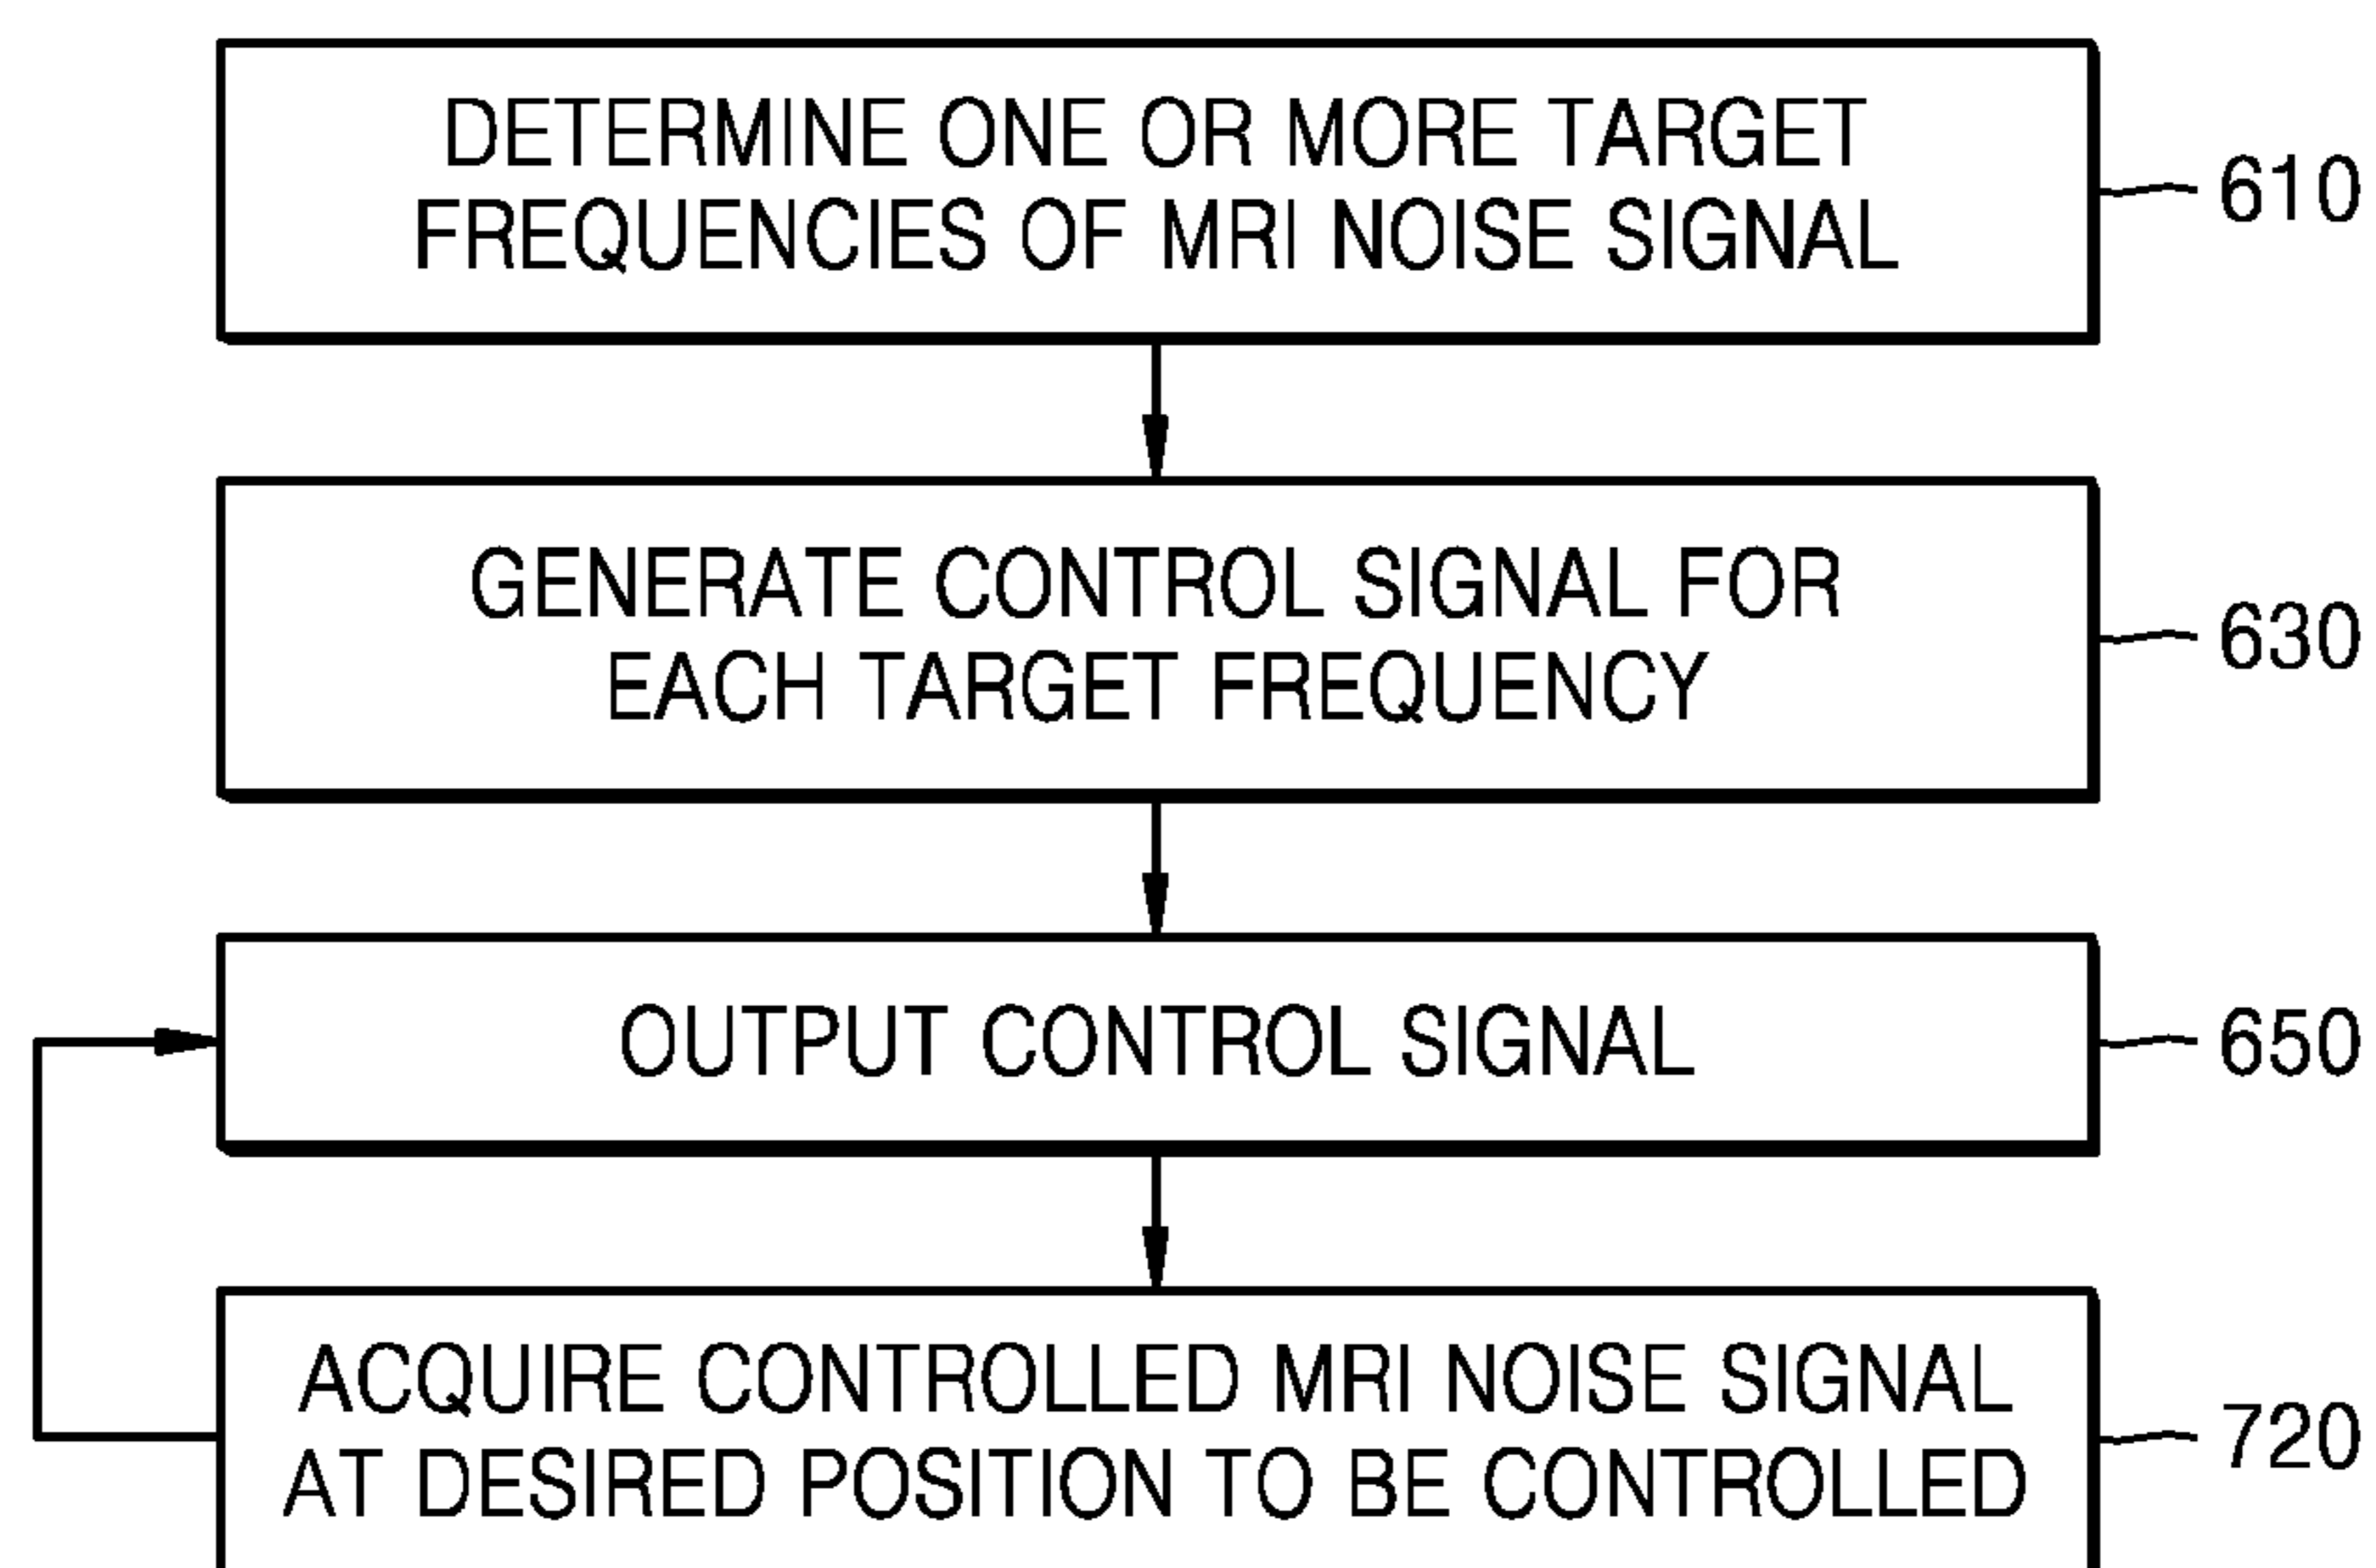 DETERMINE ONE OR MORE TARGET
FREQUENCIES OF MRI NOISE SIGNAL
610
GENERATE CONTROL SIGNAL FOR
EACH TARGET FREQUENCY
630
OUTPUT CONTROL SIGNAL
650
ACQUIRE CONTROLLED MRI NOISE SIGNAL
AT DESIRED POSITION TO BE CONTROLLED
720